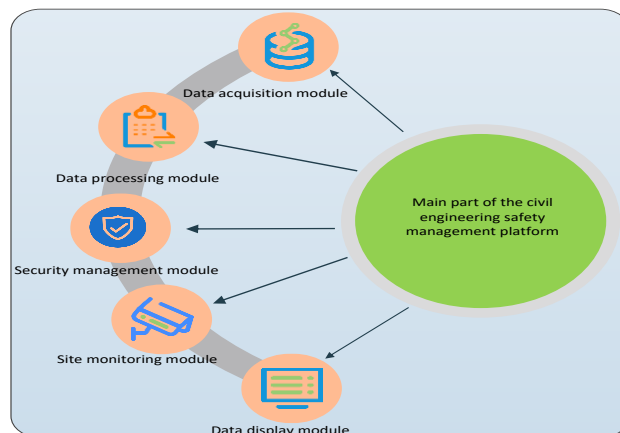 Data acquisition module
Data processing module
Main part of the civil
engineering safety
management platform
Security management module
Site monitoring module
Data display module